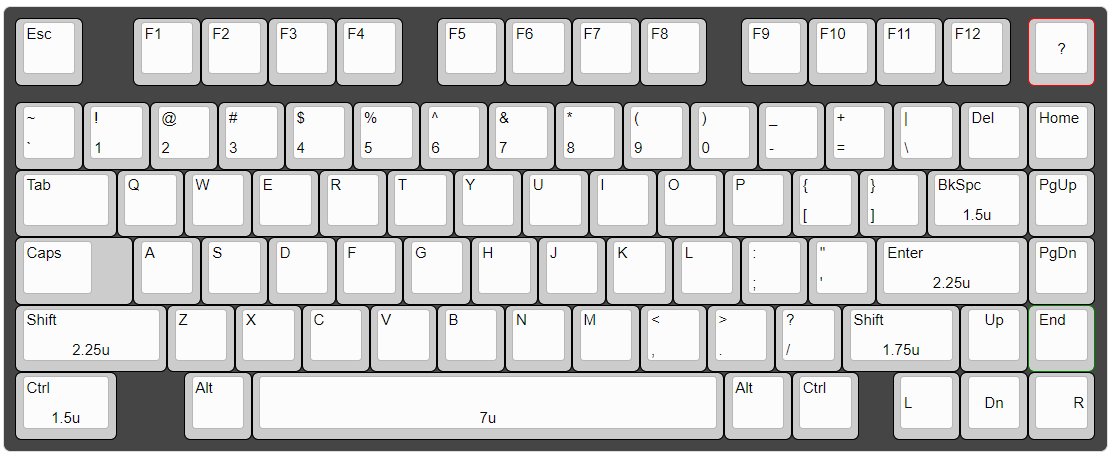 Esc F1 F2 F3 F4 F5 F6 F7 F8 F9 F10 F11 F12 ?
~ ! @ # $ % ^ & * ( ) _ + | Del Home
` 1 2 3 4 5 6 7 8 9 0 - = \
Tab Q W E R T Y U I O P { } BkSpc PgUp
[ ] 1.5u
Caps A S D F G H J K L : " Enter PgDn
; ' 2.25u
Shift Z X C V B N M < > ? Shift Up End
2.25u , . / 1.75u
Ctrl Alt Alt Ctrl L Dn R
1.5u 7u